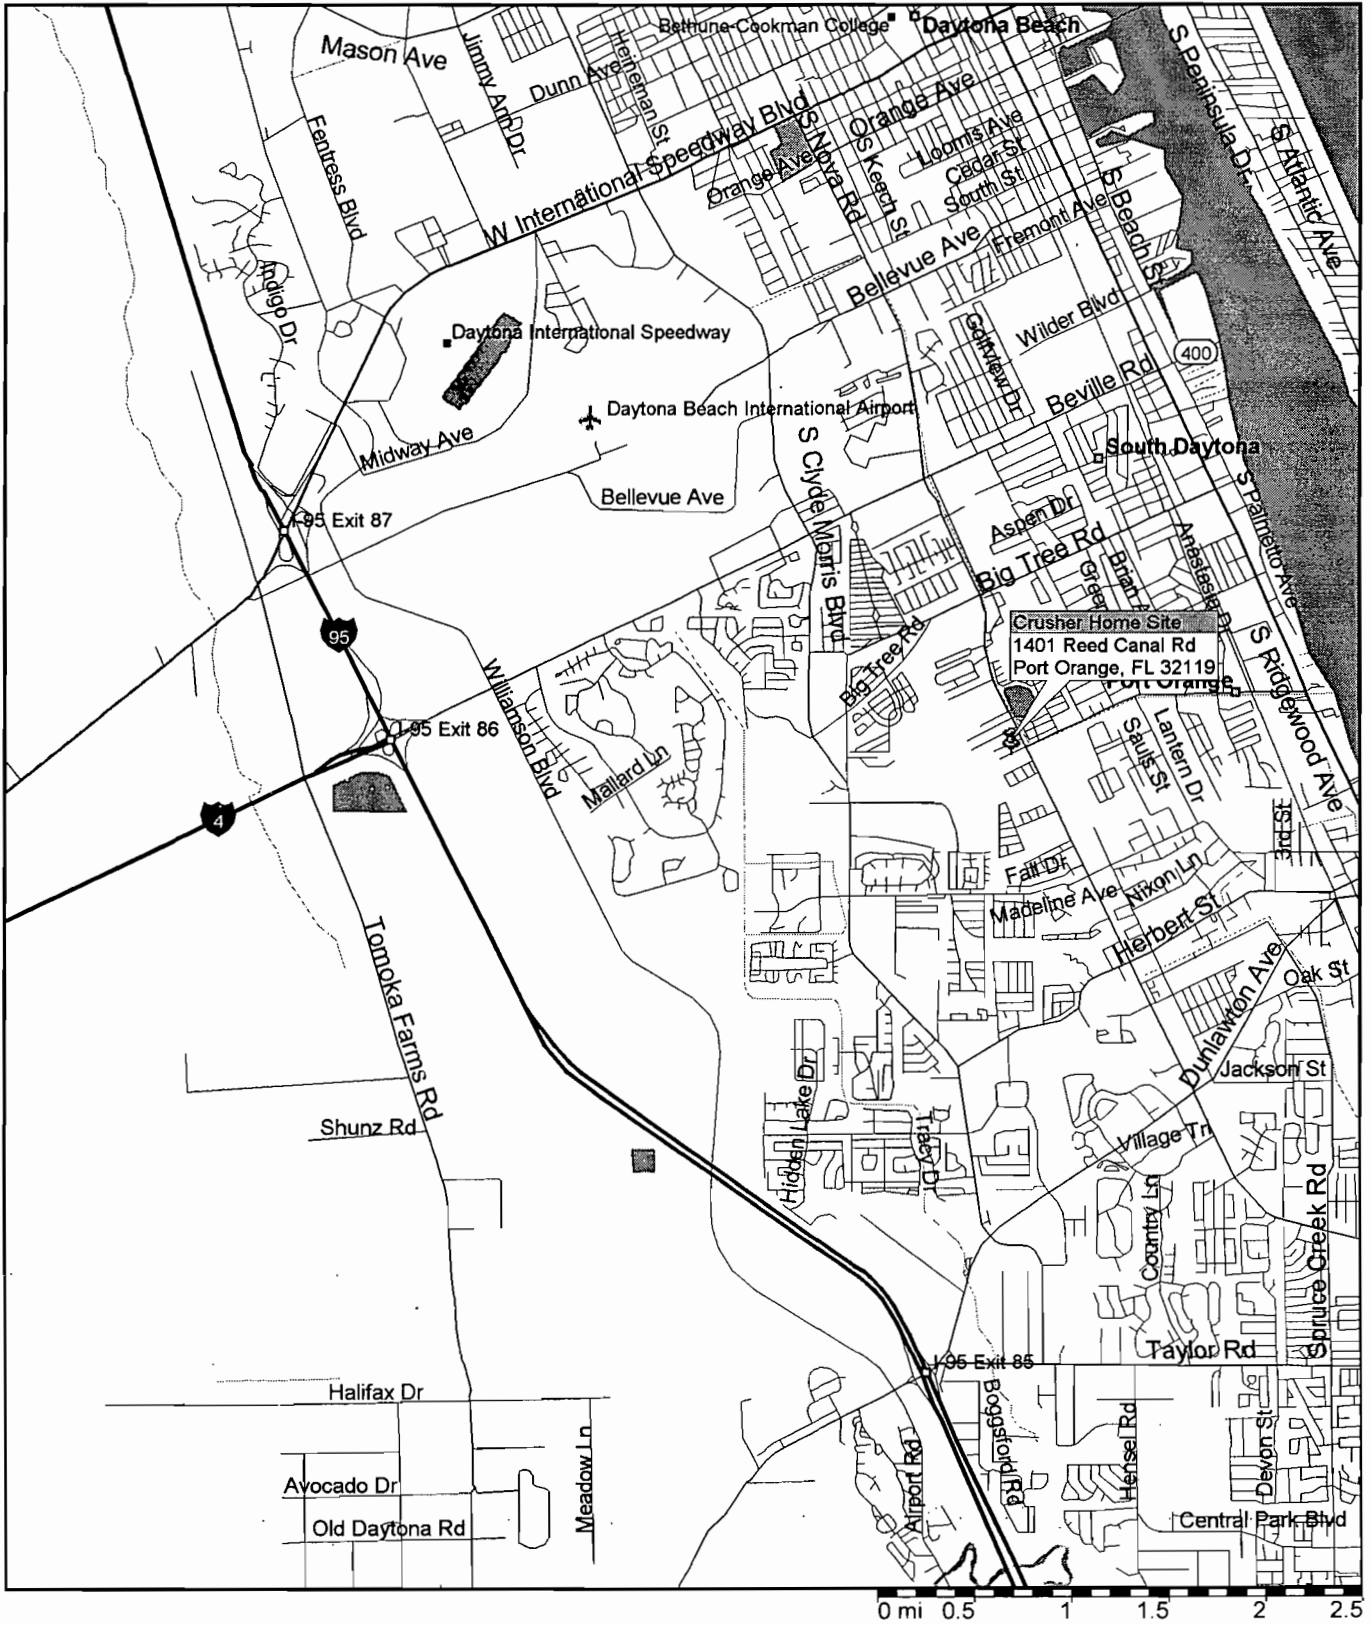 Bethune-Cookman College
Daytona Beach
Mason Ave
Jimmy Ann Dr
Dunn Ave
Heineman St
S Peninsula Dr
S Atlantic Ave
Fentress Blvd
W International Speedway Blvd
S Nova Rd
Orange Ave
Orange Ave
S Keech St
Loomis Ave
Cedar St
South St
Fremont Ave
S Beach St
Bellevue Ave
Indigo Dr
Daytona International Speedway
Golfview Dr
Wilder Blvd
400
Beville Rd
Daytona Beach International Airport
Midway Ave
South Daytona
Bellevue Ave
S Clyde Morris Blvd
S Palmetto Ave
I-95 Exit 87
Aspen Dr
Big Tree Rd
Green
Brian A
Anastasia D
95
Crusher Home Site
1401 Reed Canal Rd
Port Orange, FL 32119
Port Orange
S Ridgewood Ave
Big Tree Rd
Williamson Blvd
I-95 Exit 86
Mallard Ln
Sauls St
Lantern Dr
4
3rd St
Fall Dr
Madeline Ave
Nixon Ln
Herbert St
Tomoka Farms Rd
Dunlawton Ave
Oak St
Jackson St
Hidden Lake Dr
Tracy Dr
Shunz Rd
Village Trl
Country Ln
Spruce Creek Rd
Taylor Rd
I-95 Exit 85
Halifax Dr
Boggsford Rd
Hensel Rd
Devon St
Airport Rd
Meadow Ln
Avocado Dr
Old Daytona Rd
Central Park Blvd
0 mi 0.5 1 1.5 2 2.5